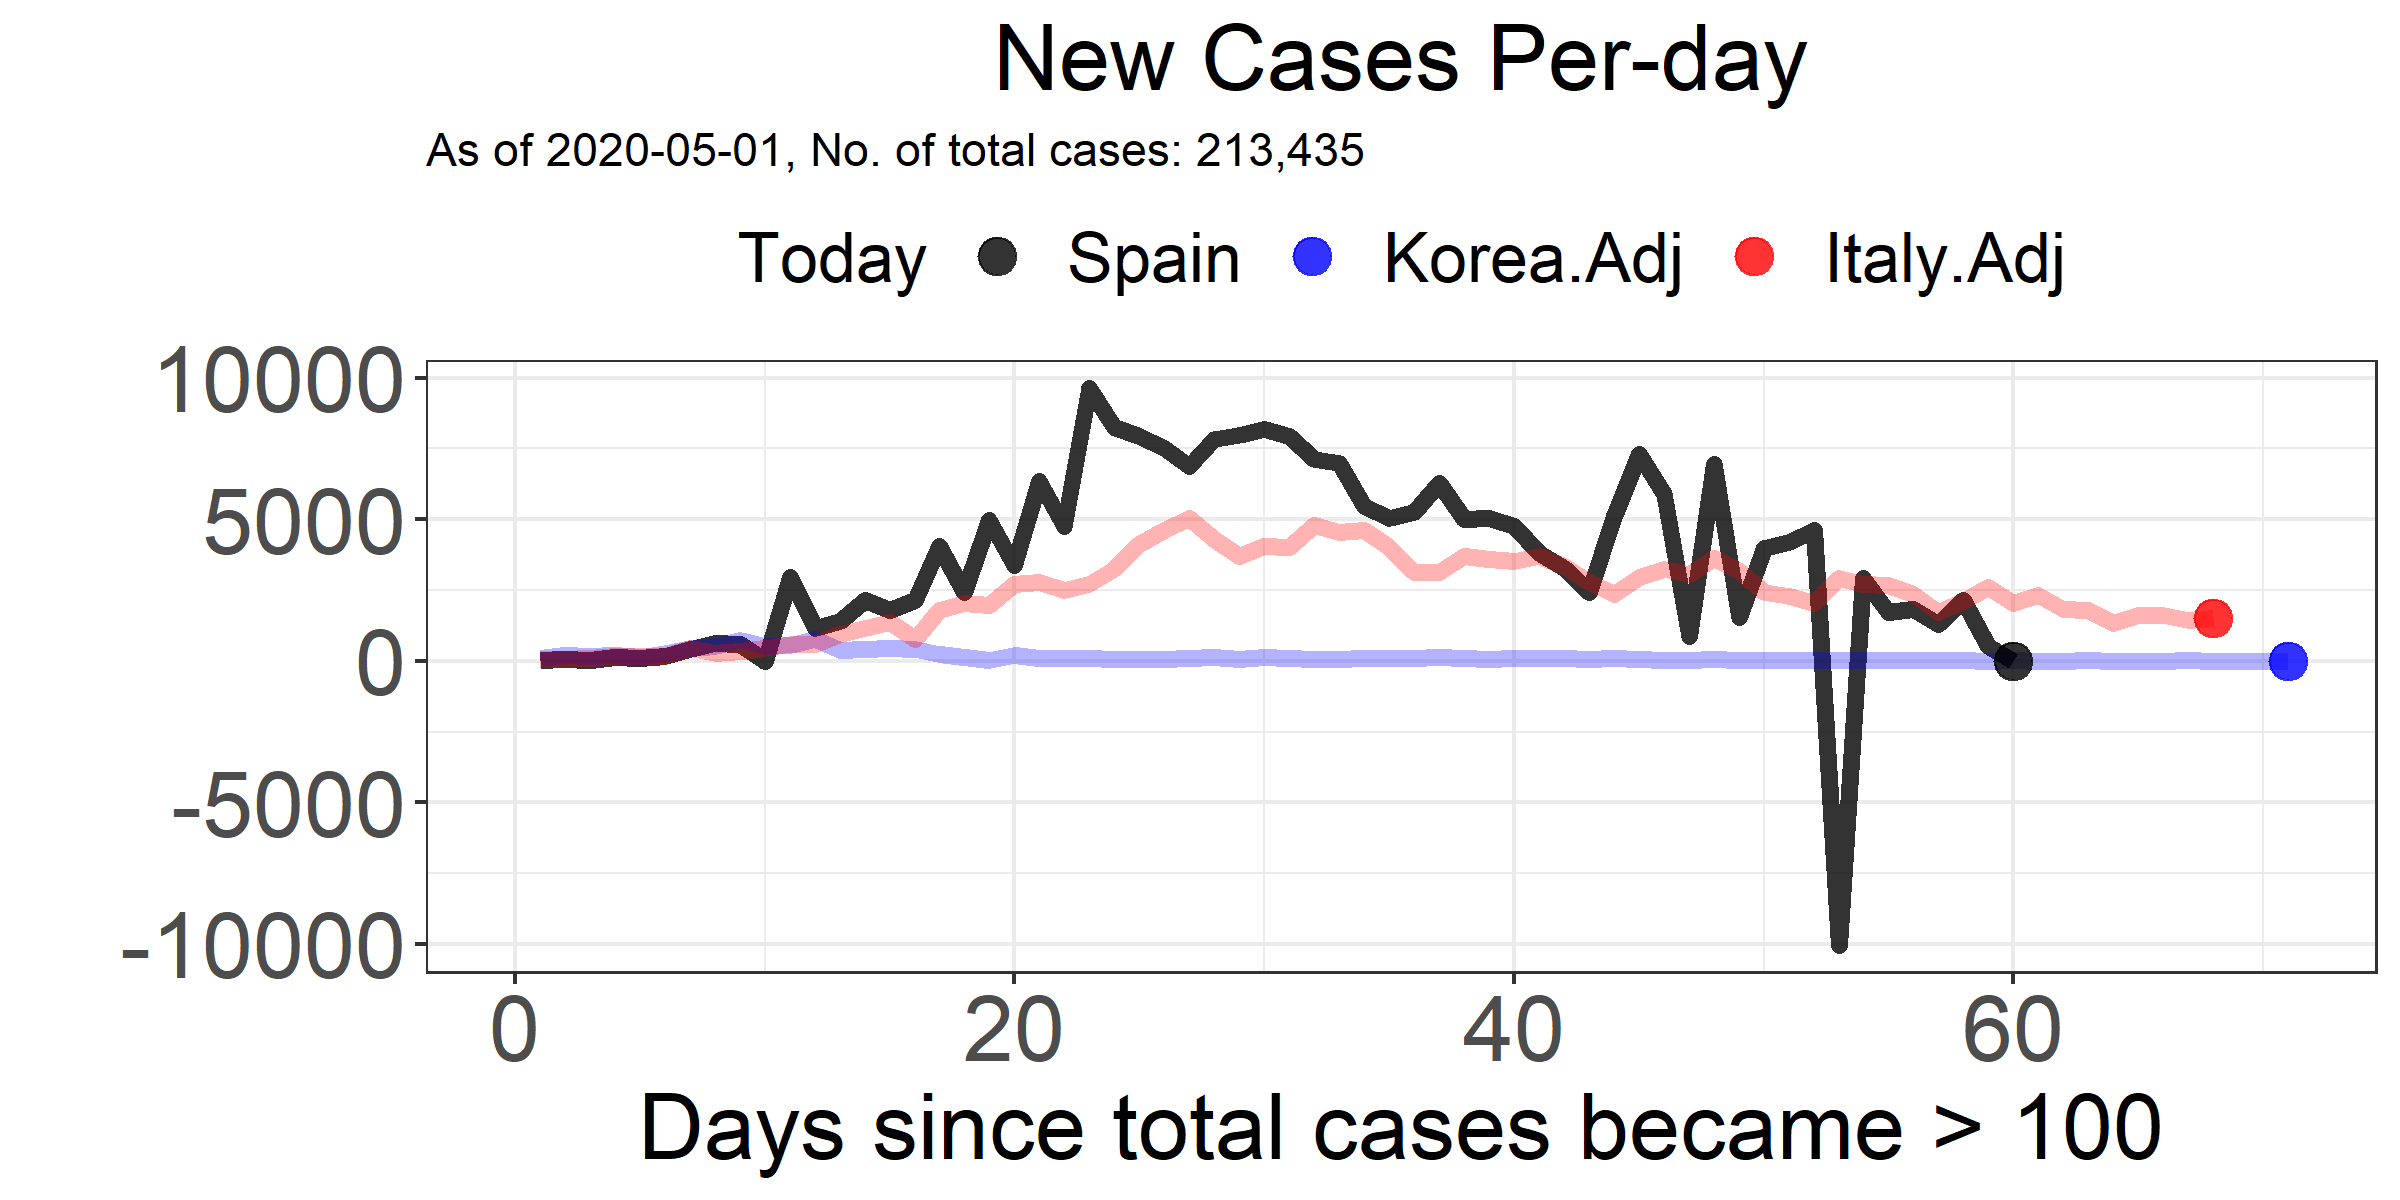 New Cases Per-day
As of 2020-05-01, No. of total cases: 213,435
Today Spain Korea.Adj Italy.Adj
10000
5000
0
-5000
-10000
0 20 40 60
Days since total cases became > 100